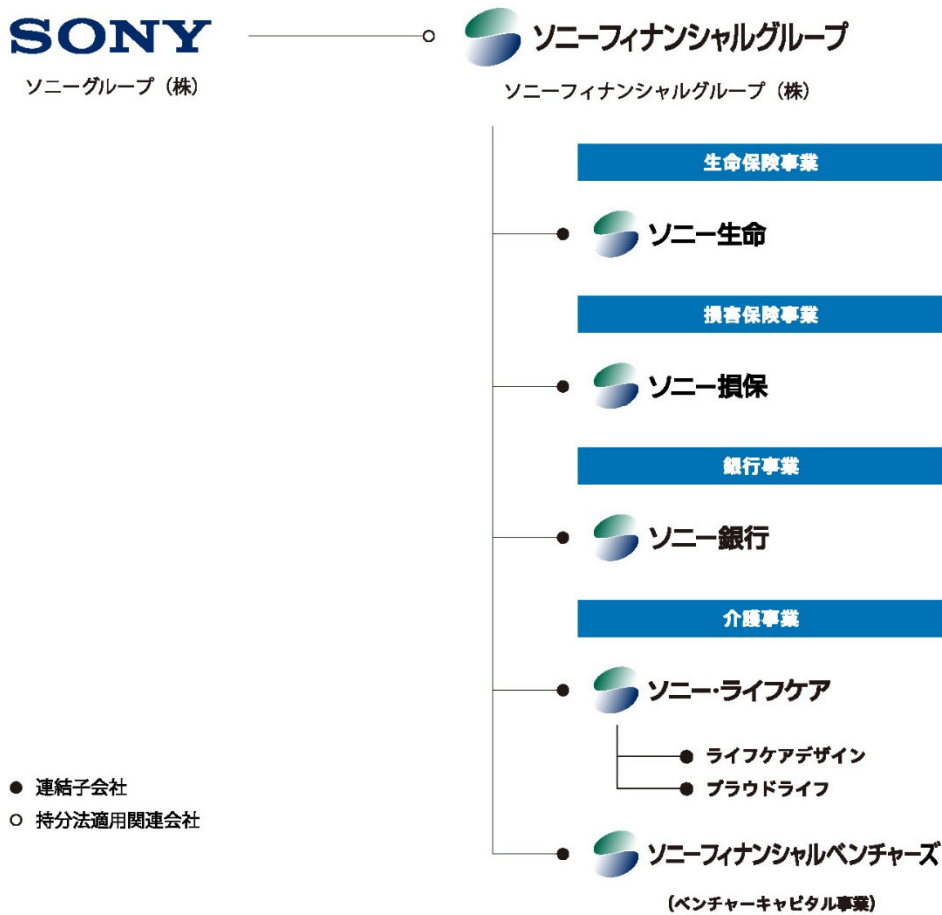 SONY
ソニーグループ（株）
ソニーフィナンシャルグループ
ソニーフィナンシャルグループ（株）
生命保険事業
ソニー生命
損害保険事業
ソニー損保
銀行事業
ソニー銀行
介護事業
ソニー・ライフケア
ライフケアデザイン
プラウドライフ
ソニーフィナンシャルベンチャーズ
（ベンチャーキャピタル事業）
● 連結子会社
○ 持分法適用関連会社